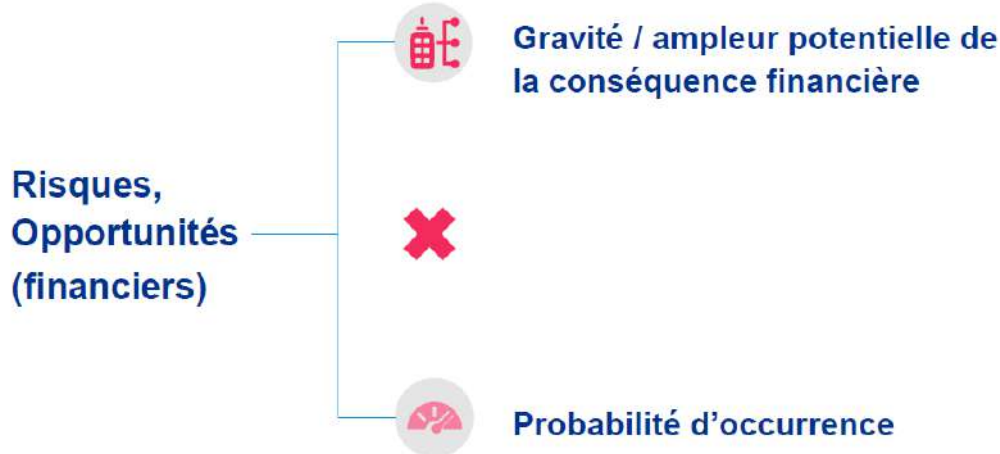 Gravité / ampleur potentielle de
la conséquence financière
Risques,
Opportunités
(financiers)
Probabilité d'occurrence